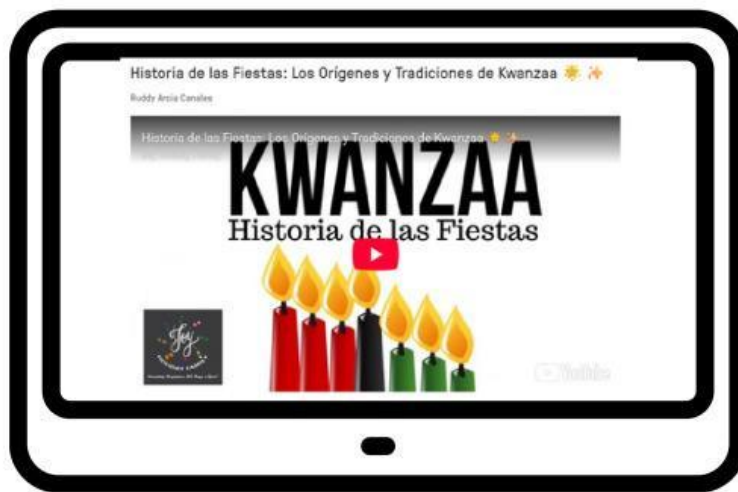 Historia de las Fiestas: Los Orígenes y Tradiciones de Kwanzaa
Ruddy Arcia Canales
Historia de las Fiestas: Los Orígenes y Tradiciones de Kwanzaa
KWANZAA
Historia de las Fiestas
Joy
YouTube